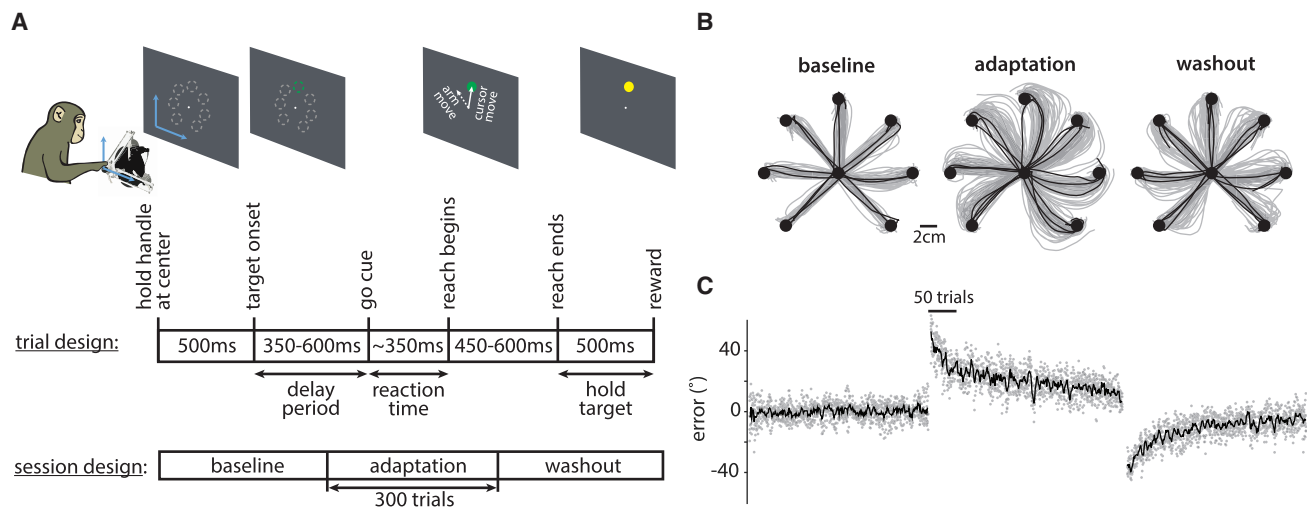 A
arm
move
cursor
move
hold handle
at center
target onset
go cue
reach begins
reach ends
reward
trial design:
500ms
350-600ms
~350ms
450-600ms
500ms
delay
period
reaction
time
hold
target
session design:
baseline
adaptation
washout
300 trials
B
baseline
adaptation
washout
2cm
C
50 trials
error (°)
40
0
-40